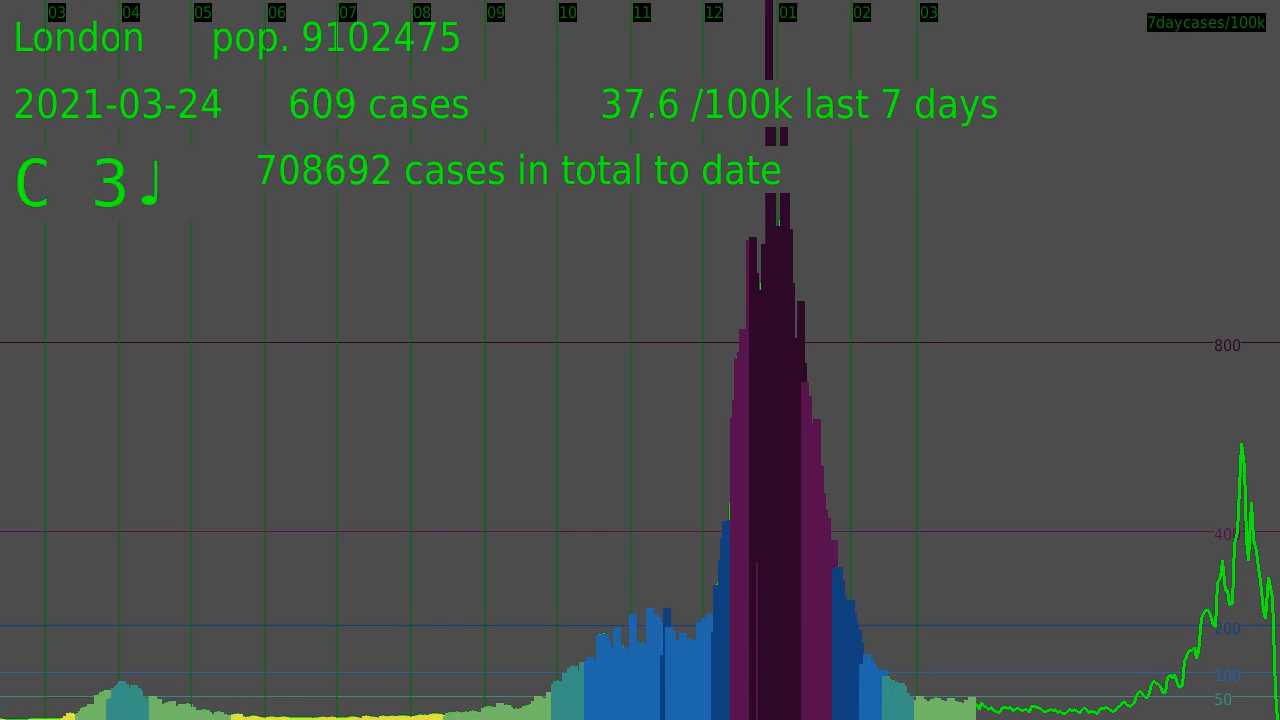 03 04 05 06 07 08 09 10 11 12 01 02 03
7daycases/100k
London pop. 9102475
2021-03-24 609 cases 37.6 /100k last 7 days
C 3♩ 708692 cases in total to date
800
400
200
100
50